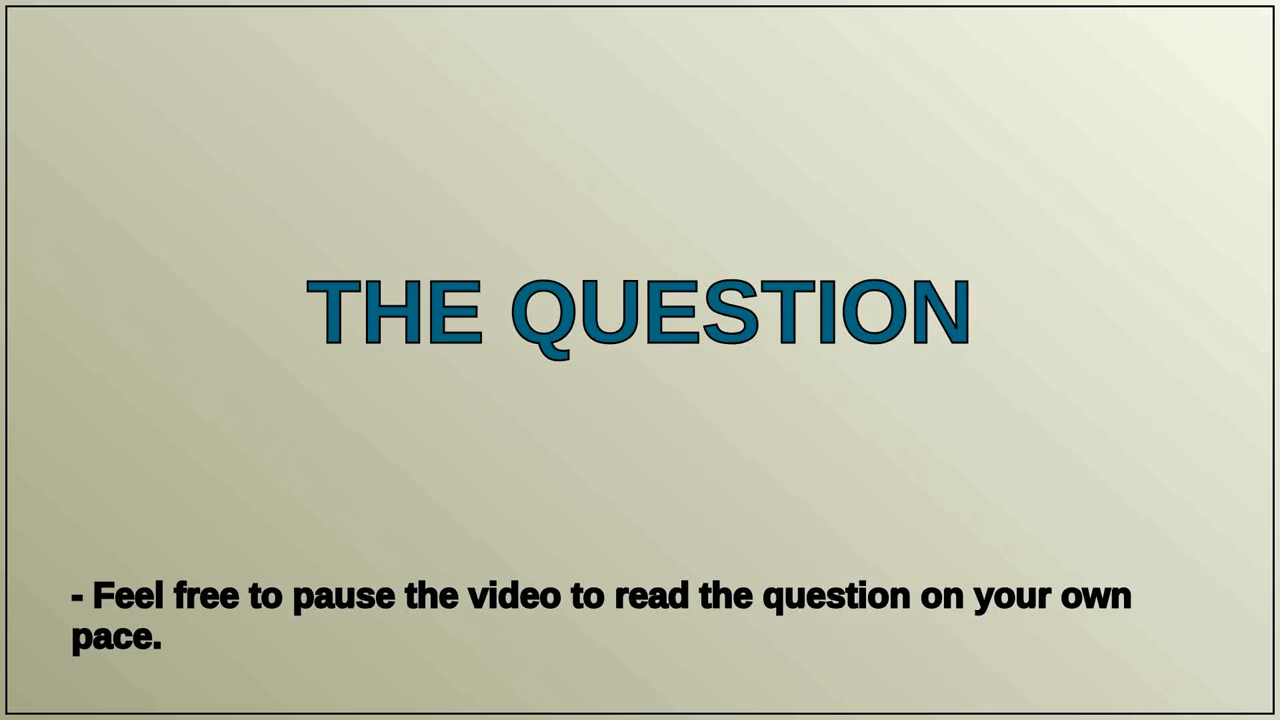 THE QUESTION
- Feel free to pause the video to read the question on your own
pace.